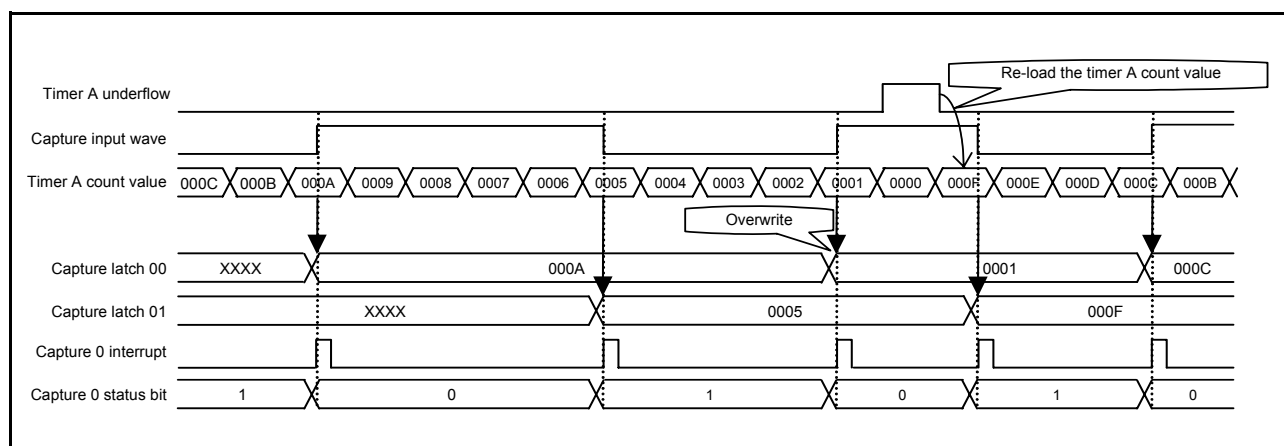 Re-load the timer A count value
Timer A underflow
Capture input wave
Timer A count value 000C 000B 000A 0009 0008 0007 0006 0005 0004 0003 0002 0001 0000 000F 000E 000D 000C 000B
Overwrite
Capture latch 00 XXXX 000A 0001 000C
Capture latch 01 XXXX 0005 000F
Capture 0 interrupt
Capture 0 status bit 1 0 1 0 1 0